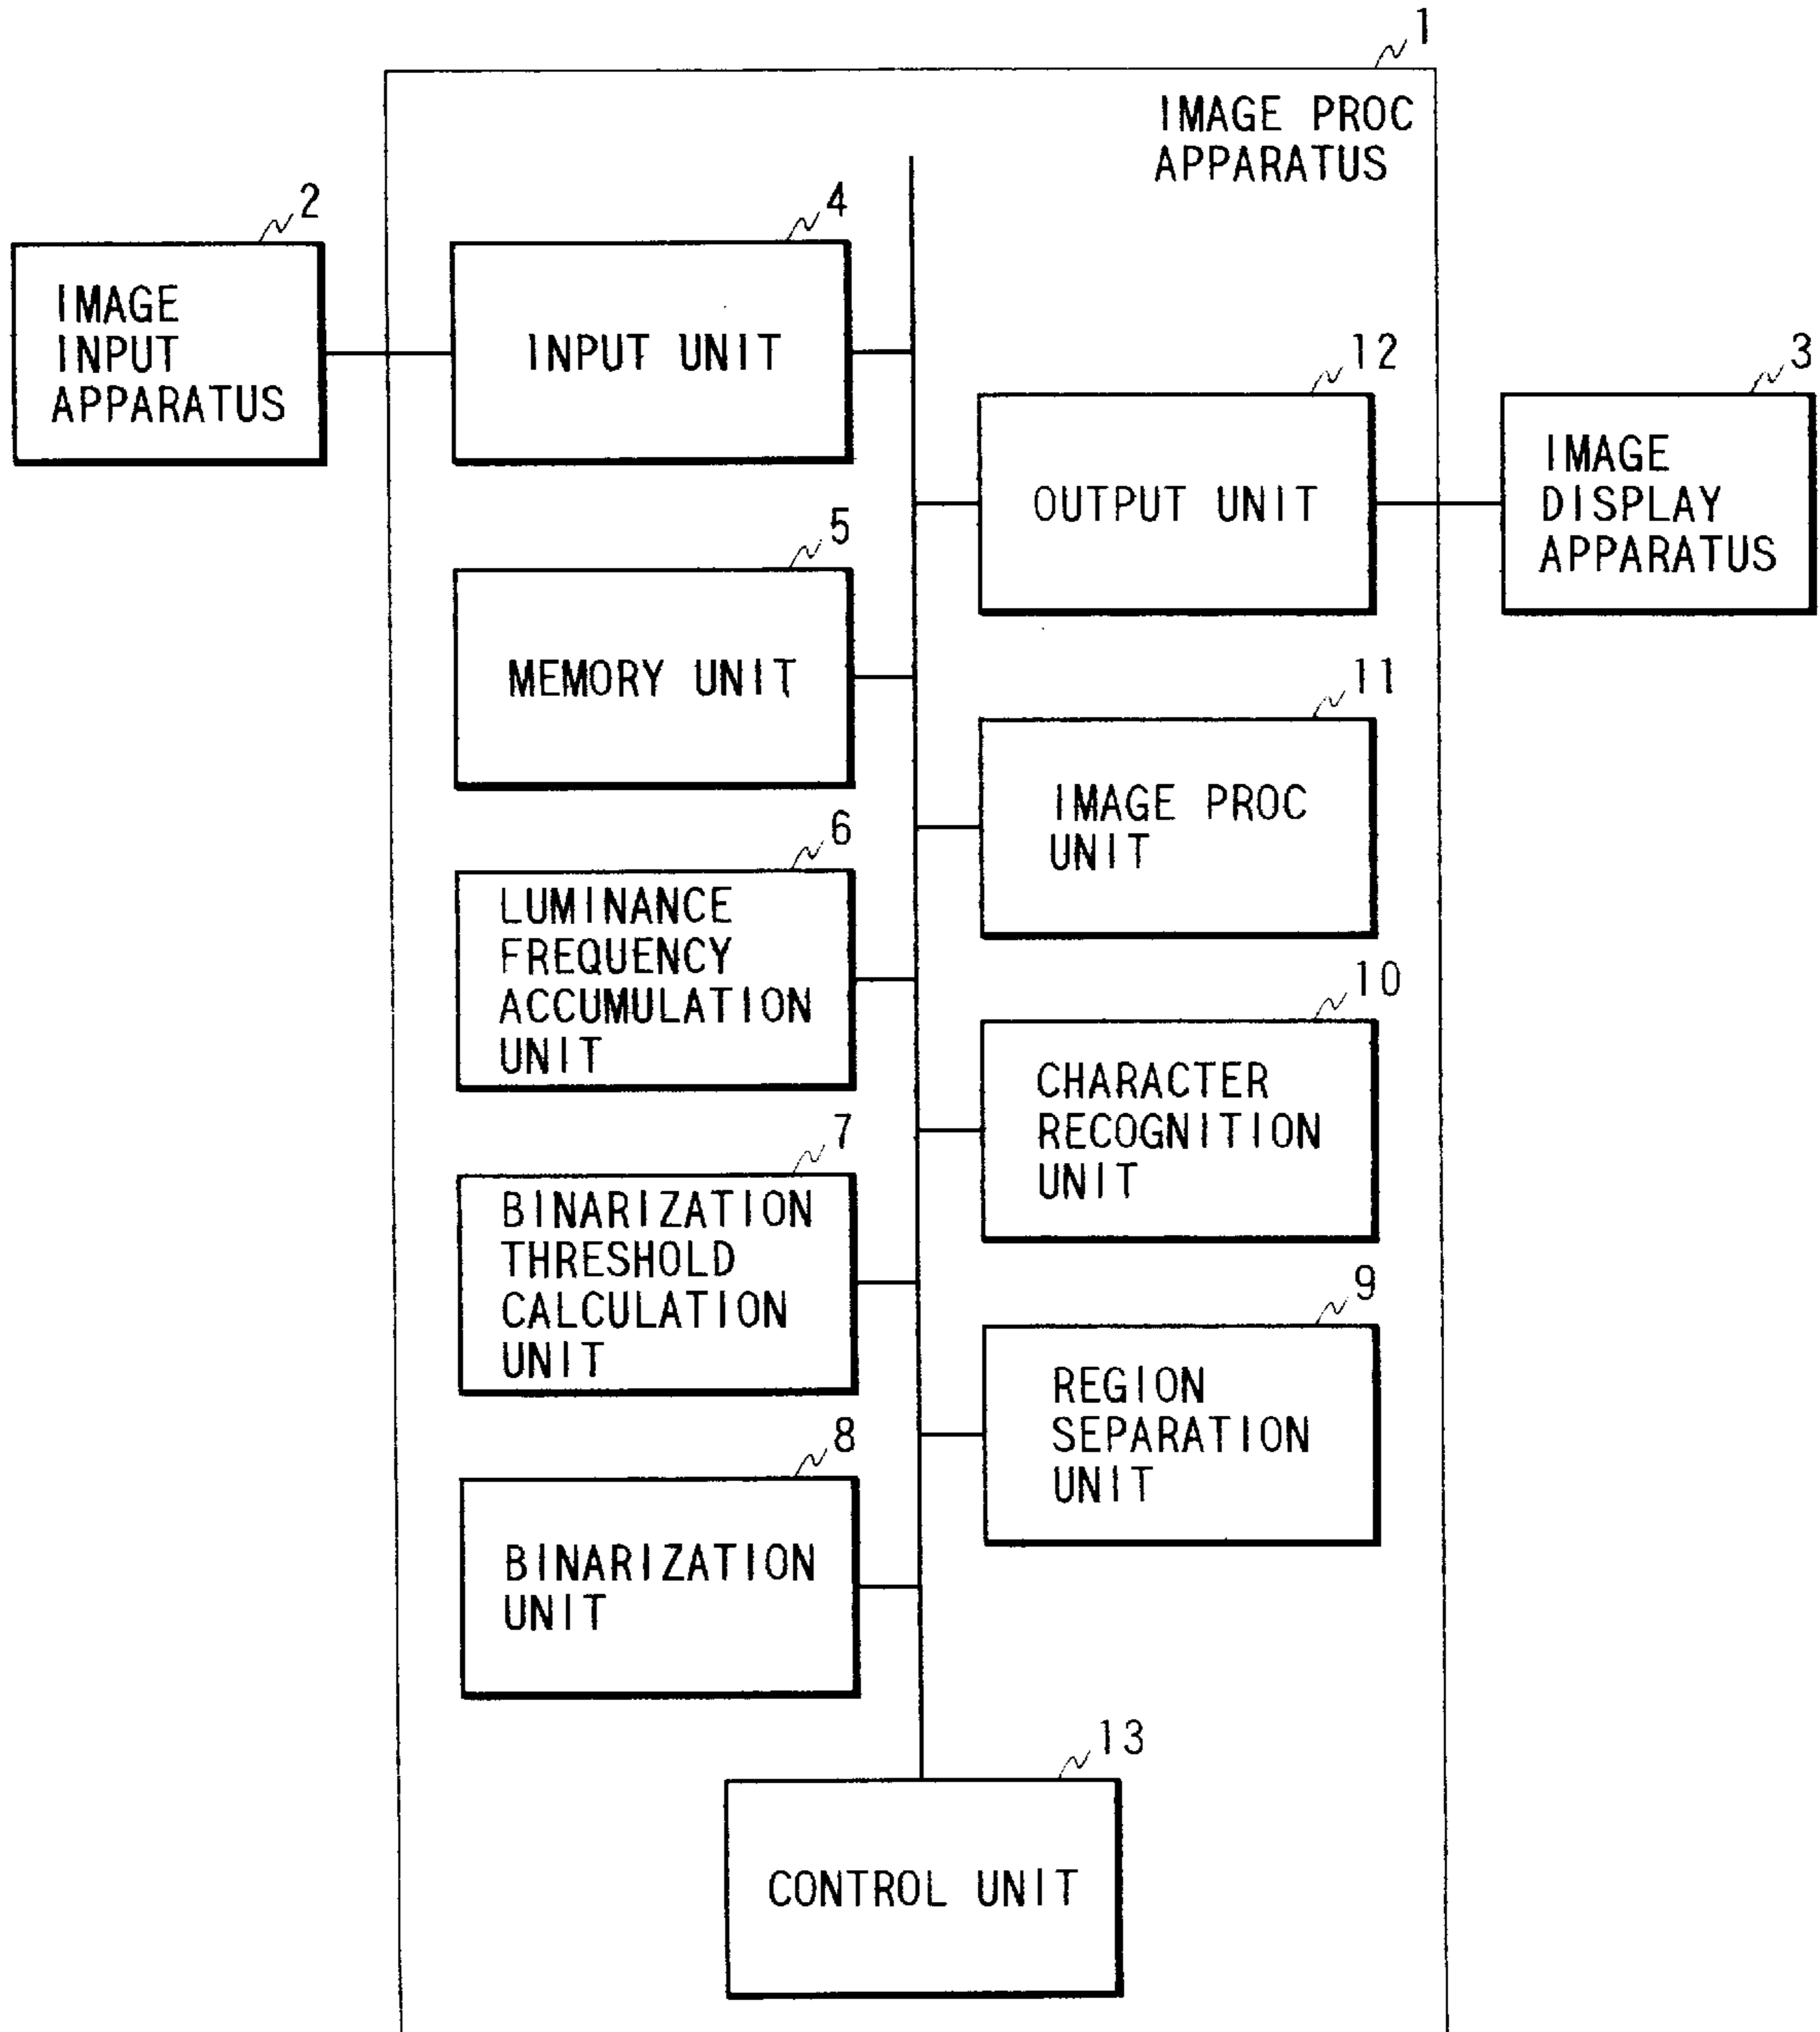 1
IMAGE PROC
APPARATUS
2
IMAGE
INPUT
APPARATUS
4
INPUT UNIT
12
OUTPUT UNIT
3
IMAGE
DISPLAY
APPARATUS
5
MEMORY UNIT
11
IMAGE PROC
UNIT
6
LUMINANCE
FREQUENCY
ACCUMULATION
UNIT
10
CHARACTER
RECOGNITION
UNIT
7
BINARIZATION
THRESHOLD
CALCULATION
UNIT
9
REGION
SEPARATION
UNIT
8
BINARIZATION
UNIT
13
CONTROL UNIT